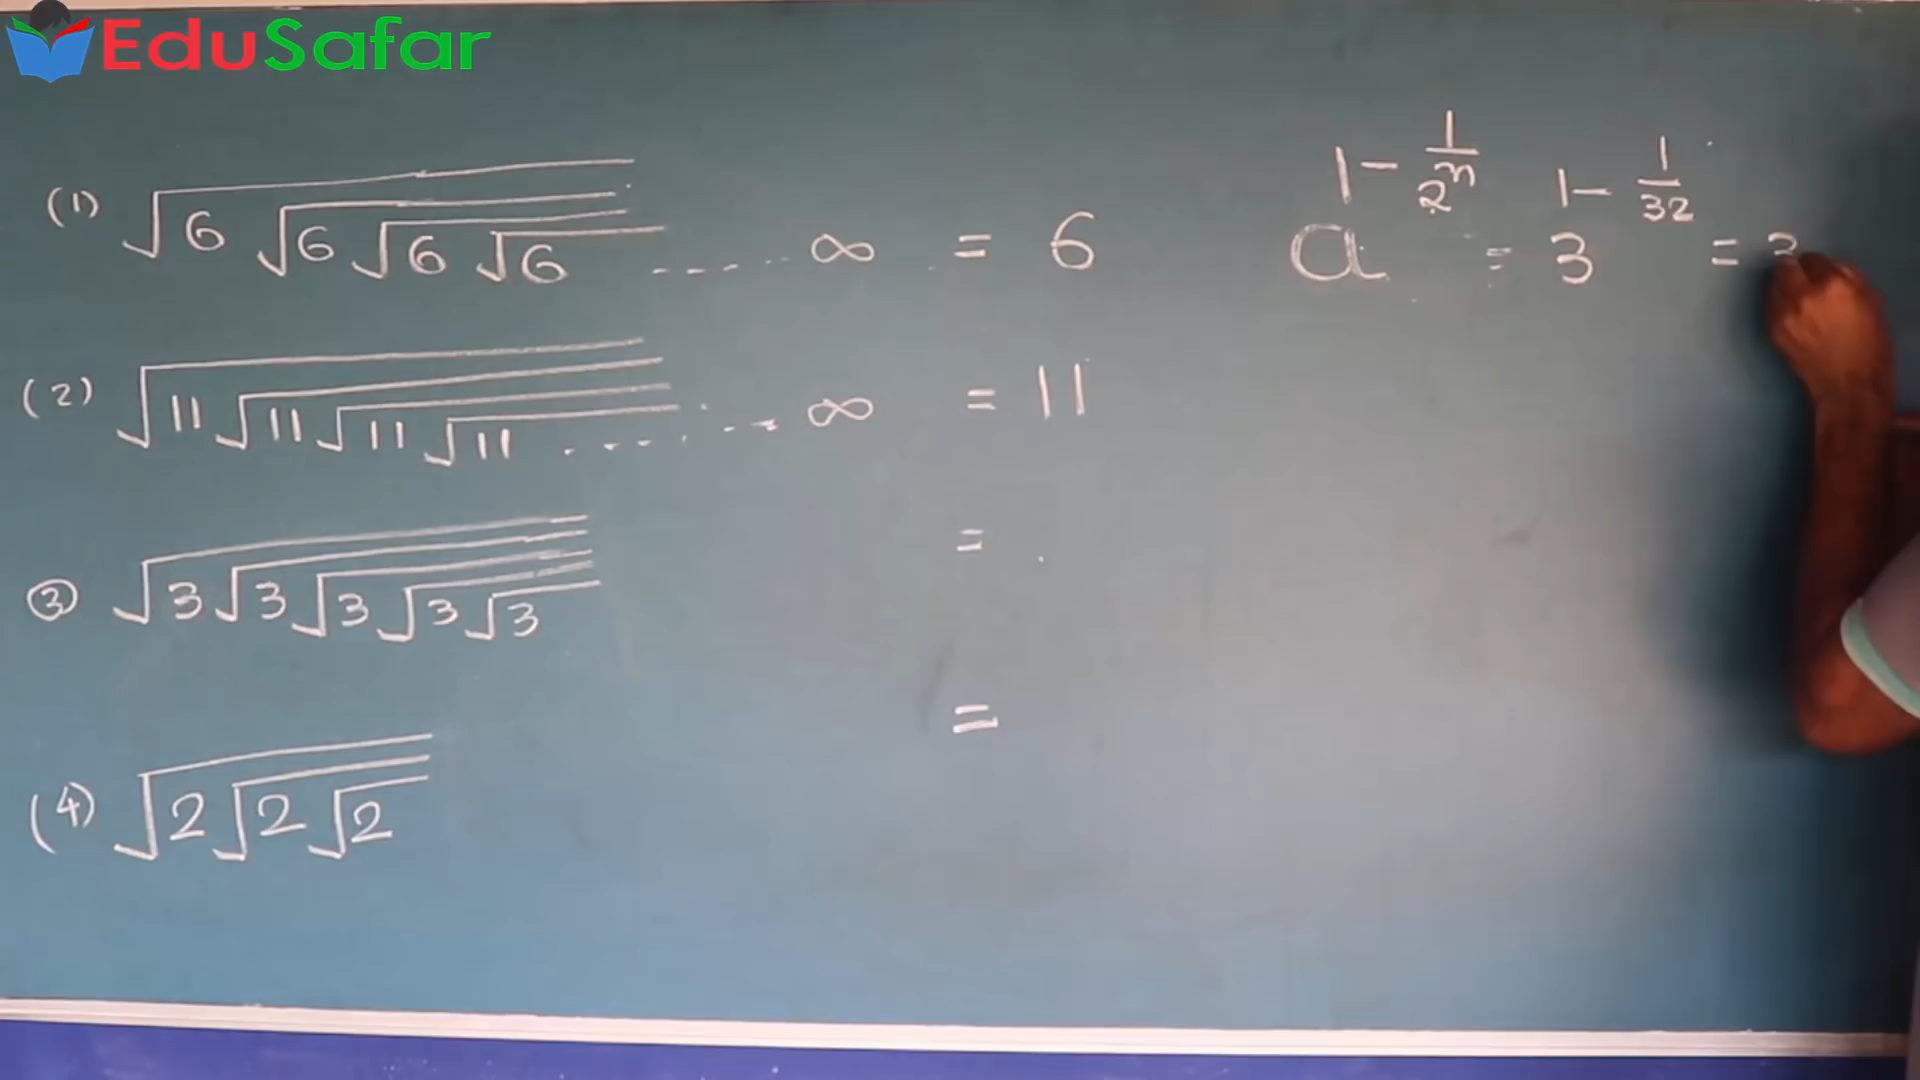 EduSafar
(1) √6√6√6√6 ..... ∞ = 6
a^(1-1/2^n) = 3^(1-1/32) = 3
(2) √11√11√11√11 ....... ∞ = 11
③ √3√3√3√3√3 =
(4) √2√2√2 =